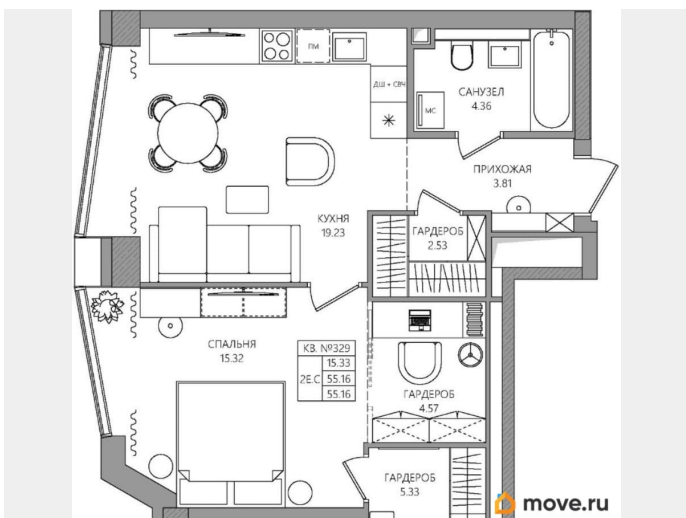 ПМ
ДШ + СВЧ
САНУЗЕЛ
4.36
МС
ПРИХОЖАЯ
3.81
КУХНЯ
19.23
ГАРДЕРОБ
2.53
СПАЛЬНЯ
15.32
КВ. №329
15.33
2Е.С 55.16
55.16
ГАРДЕРОБ
4.57
ГАРДЕРОБ
5.33
move.ru